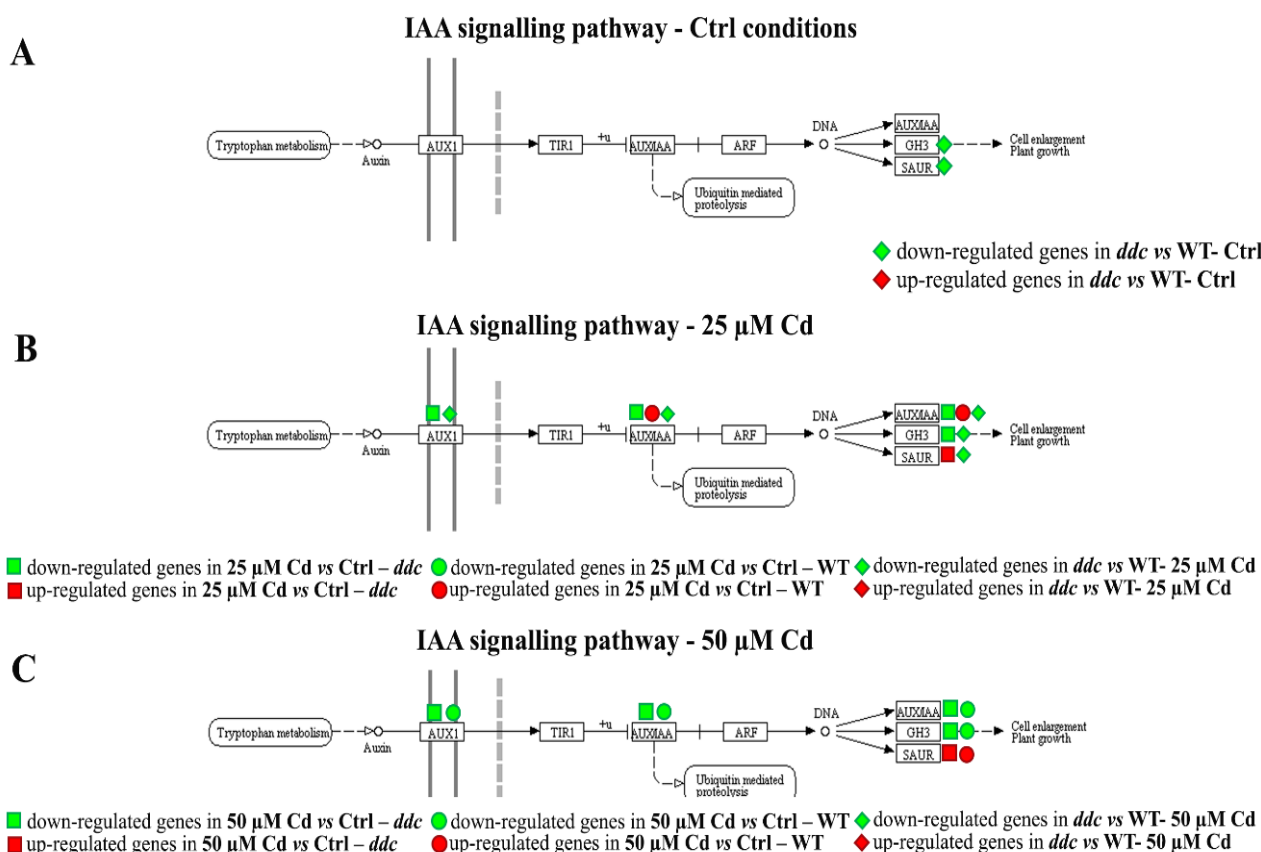 IAA signalling pathway - Ctrl conditions
A
Tryptophan metabolism
Auxin
AUX1
TIR1
+u
AUX/IAA
ARF
DNA
AUX/IAA
GH3
SAUR
Cell enlargement
Plant growth
Ubiquitin mediated
proteolysis
down-regulated genes in ddc vs WT- Ctrl
up-regulated genes in ddc vs WT- Ctrl
IAA signalling pathway - 25 µM Cd
B
Tryptophan metabolism
Auxin
AUX1
TIR1
+u
AUX/IAA
ARF
DNA
AUX/IAA
GH3
SAUR
Cell enlargement
Plant growth
Ubiquitin mediated
proteolysis
down-regulated genes in 25 µM Cd vs Ctrl – ddc down-regulated genes in 25 µM Cd vs Ctrl – WT down-regulated genes in ddc vs WT- 25 µM Cd
up-regulated genes in 25 µM Cd vs Ctrl – ddc up-regulated genes in 25 µM Cd vs Ctrl – WT up-regulated genes in ddc vs WT- 25 µM Cd
IAA signalling pathway - 50 µM Cd
C
Tryptophan metabolism
Auxin
AUX1
TIR1
+u
AUX/IAA
ARF
DNA
AUX/IAA
GH3
SAUR
Cell enlargement
Plant growth
Ubiquitin mediated
proteolysis
down-regulated genes in 50 µM Cd vs Ctrl – ddc down-regulated genes in 50 µM Cd vs Ctrl – WT down-regulated genes in ddc vs WT- 50 µM Cd
up-regulated genes in 50 µM Cd vs Ctrl – ddc up-regulated genes in 50 µM Cd vs Ctrl – WT up-regulated genes in ddc vs WT- 50 µM Cd